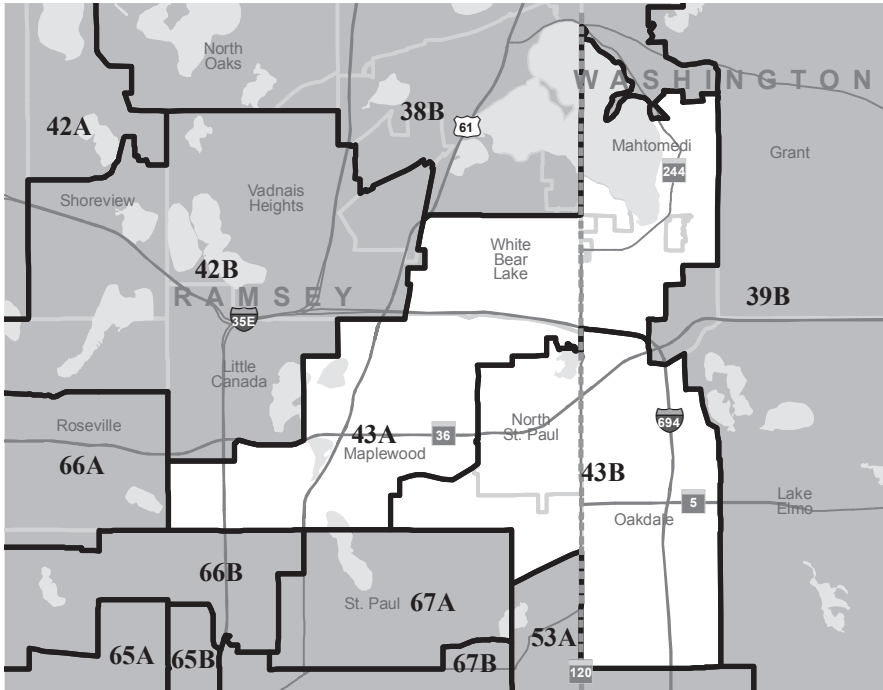 North
Oaks
WASHINGTON
42A
38B
61
Mahtomedi
Grant
244
Shoreview
Vadnais
Heights
White
Bear
Lake
42B
RAMSEY
39B
35E
Little
Canada
Roseville
43A
36
Maplewood
North
St. Paul
694
66A
43B
5
Lake
Elmo
Oakdale
66B
St. Paul
67A
53A
65A
65B
67B
120